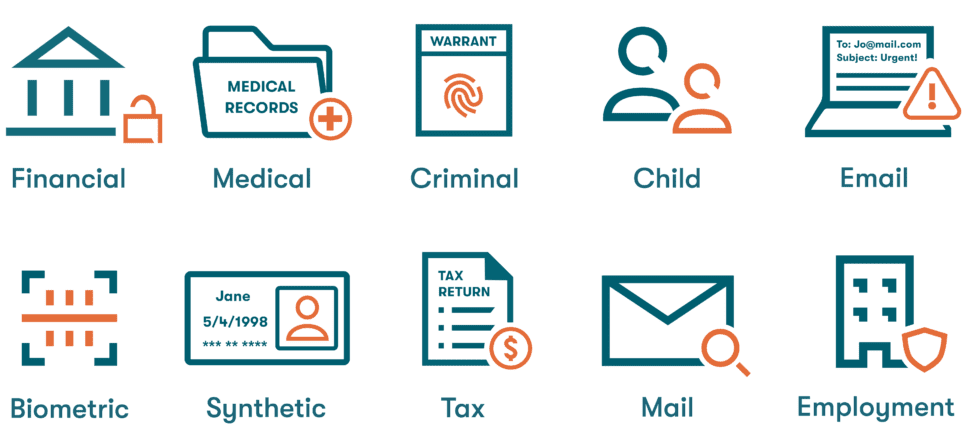 WARRANT
To: Jo@mail.com
Subject: Urgent!
MEDICAL
RECORDS
Financial
Medical
Criminal
Child
Email
Jane
5/4/1998
*** ** ****
TAX
RETURN
$
Biometric
Synthetic
Tax
Mail
Employment